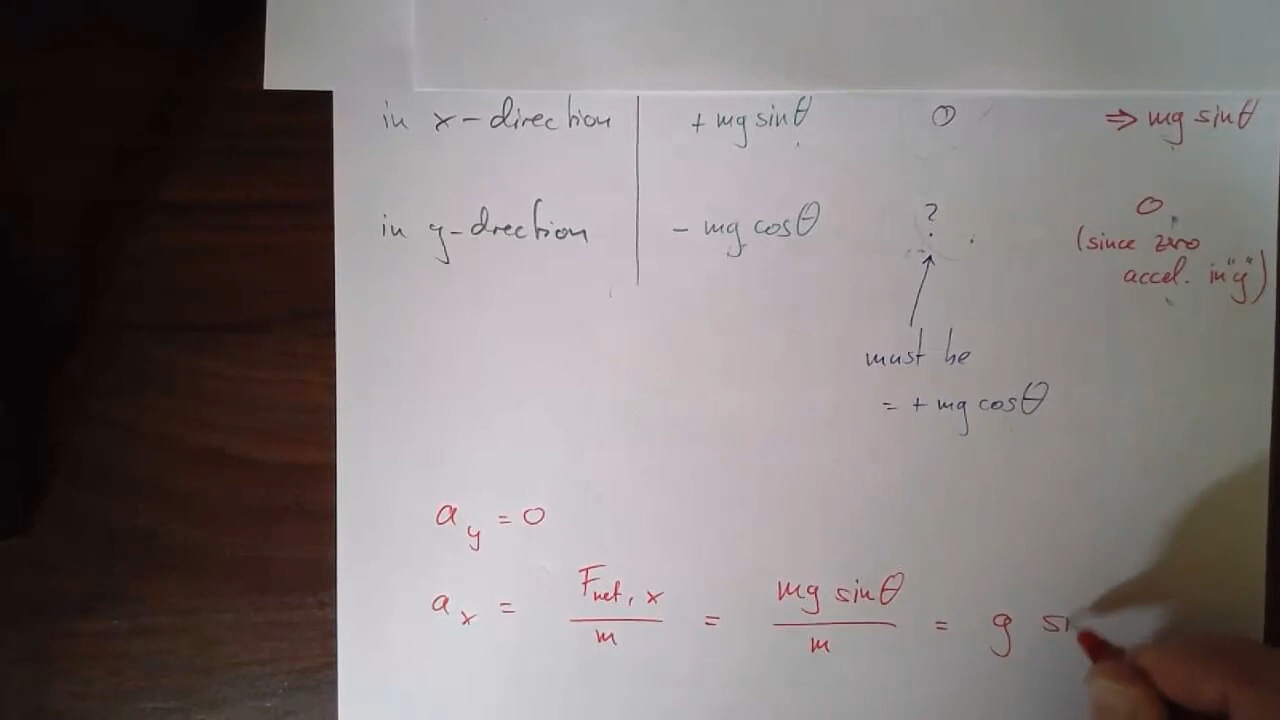 in x-direction + mg sinθ 0 ⇒ mg sinθ
in y-direction - mg cosθ ? 0
(since zero
accel. in "y")
must be
= + mg cosθ
a_y = 0
a_x = F_net, x / m = mg sinθ / m = g si